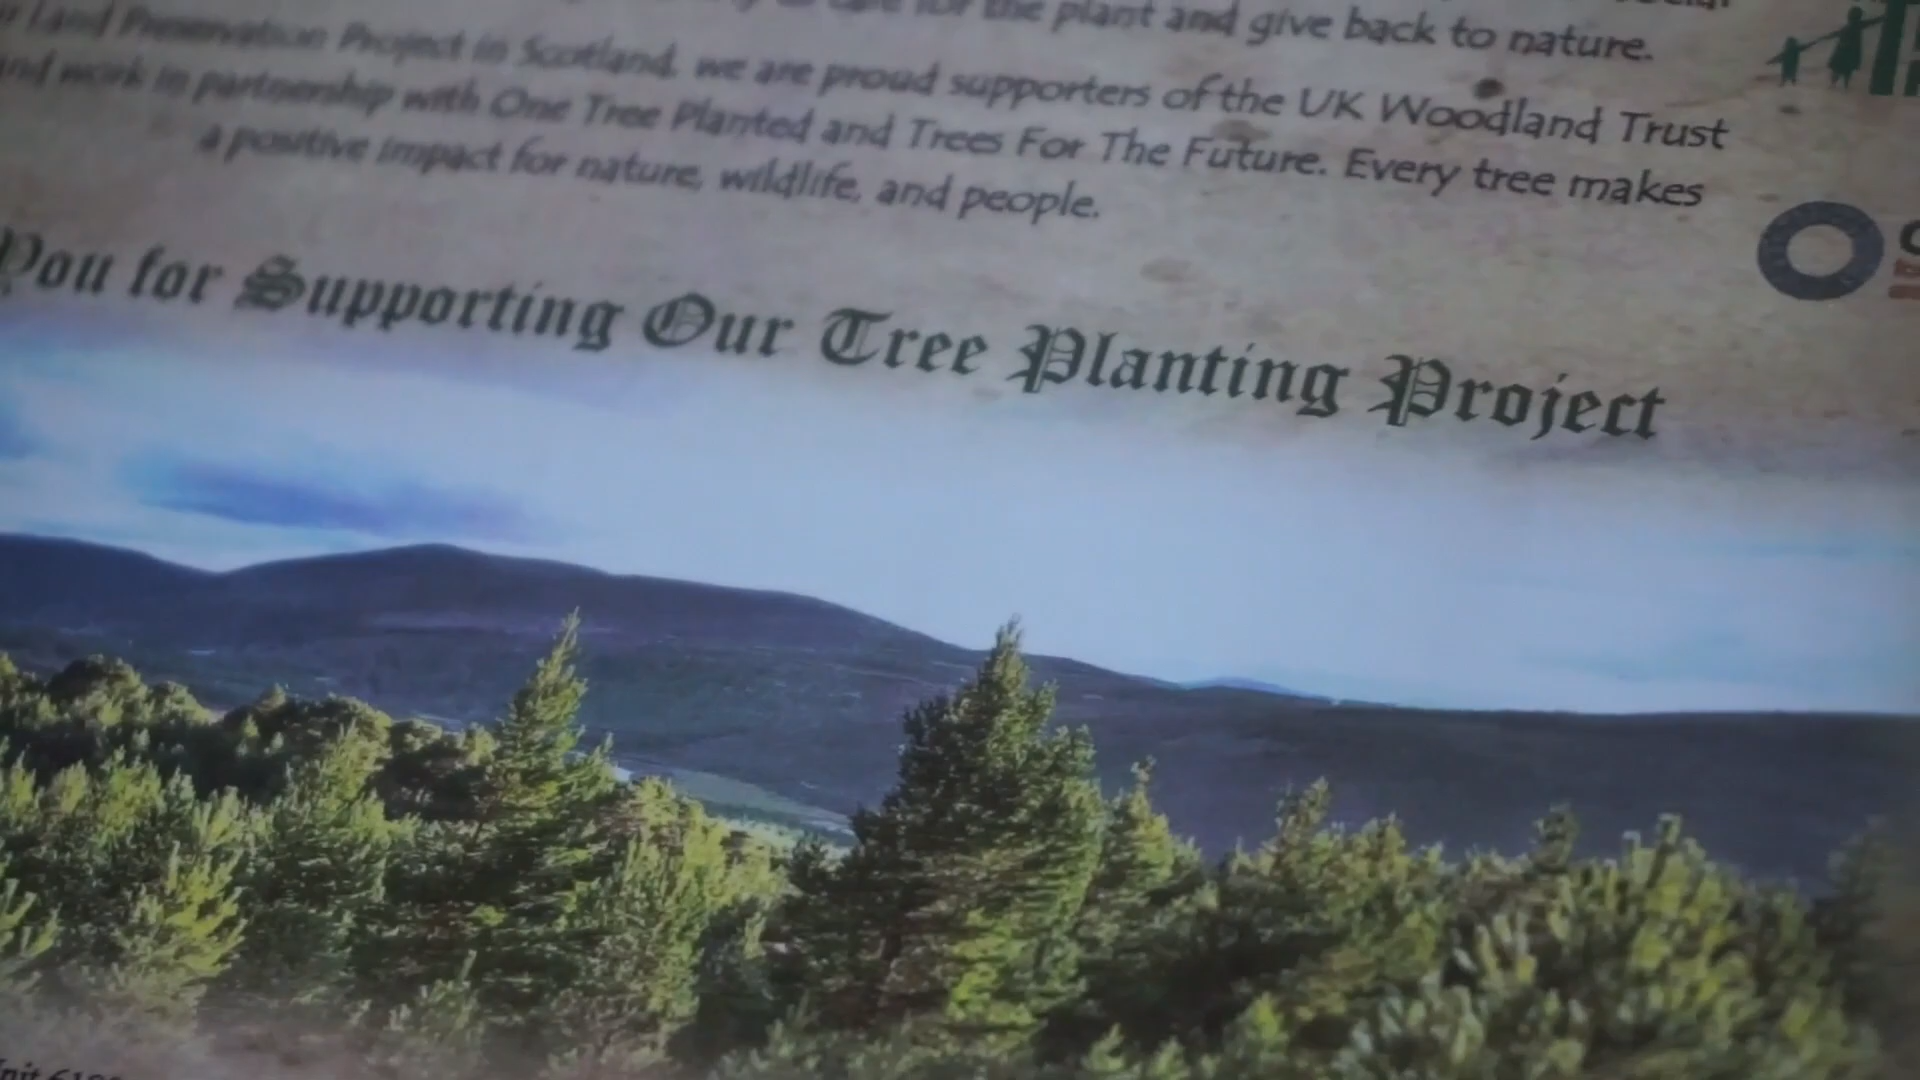 for the plant and give back to nature.
Land Preservation Project in Scotland, we are proud supporters of the UK Woodland Trust
and work in partnership with One Tree Planted and Trees For The Future. Every tree makes
a positive impact for nature, wildlife, and people.
You for Supporting Our Tree Planting Project